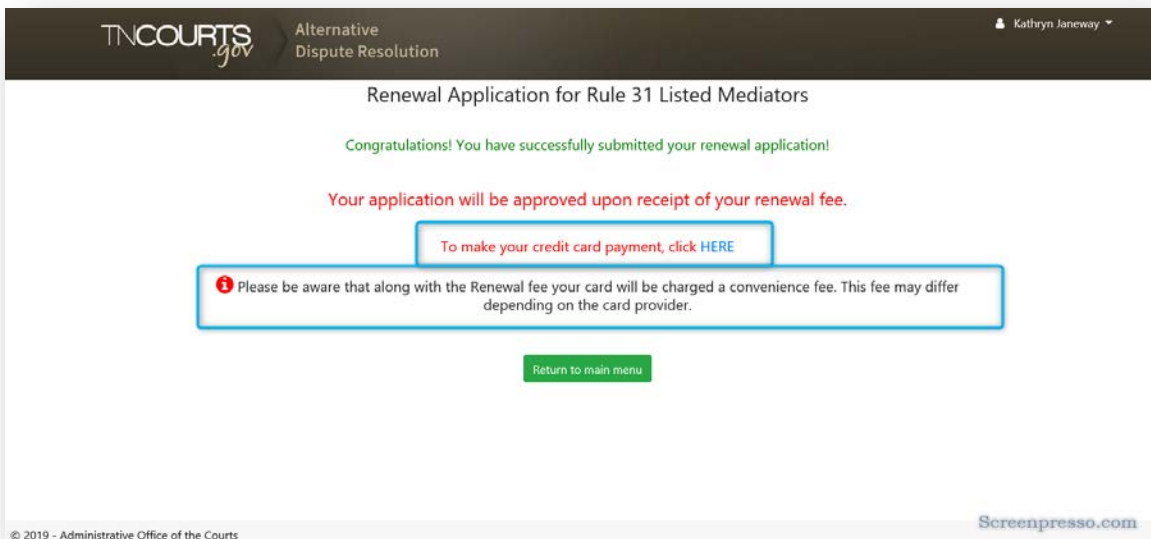 TNCOURTS
.gov
Alternative
Dispute Resolution
Kathryn Janeway
Renewal Application for Rule 31 Listed Mediators
Congratulations! You have successfully submitted your renewal application!
Your application will be approved upon receipt of your renewal fee.
To make your credit card payment, click HERE
Please be aware that along with the Renewal fee your card will be charged a convenience fee. This fee may differ
depending on the card provider.
Return to main menu
© 2019 - Administrative Office of the Courts
Screenpresso.com